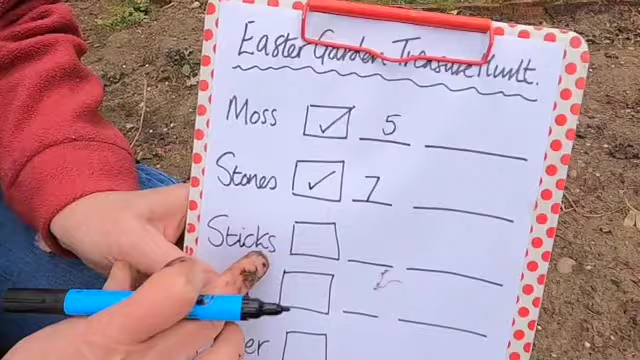 Easter Garden Treasure Hunt.
Moss ✓ 5
Stones ✓ 7
Sticks